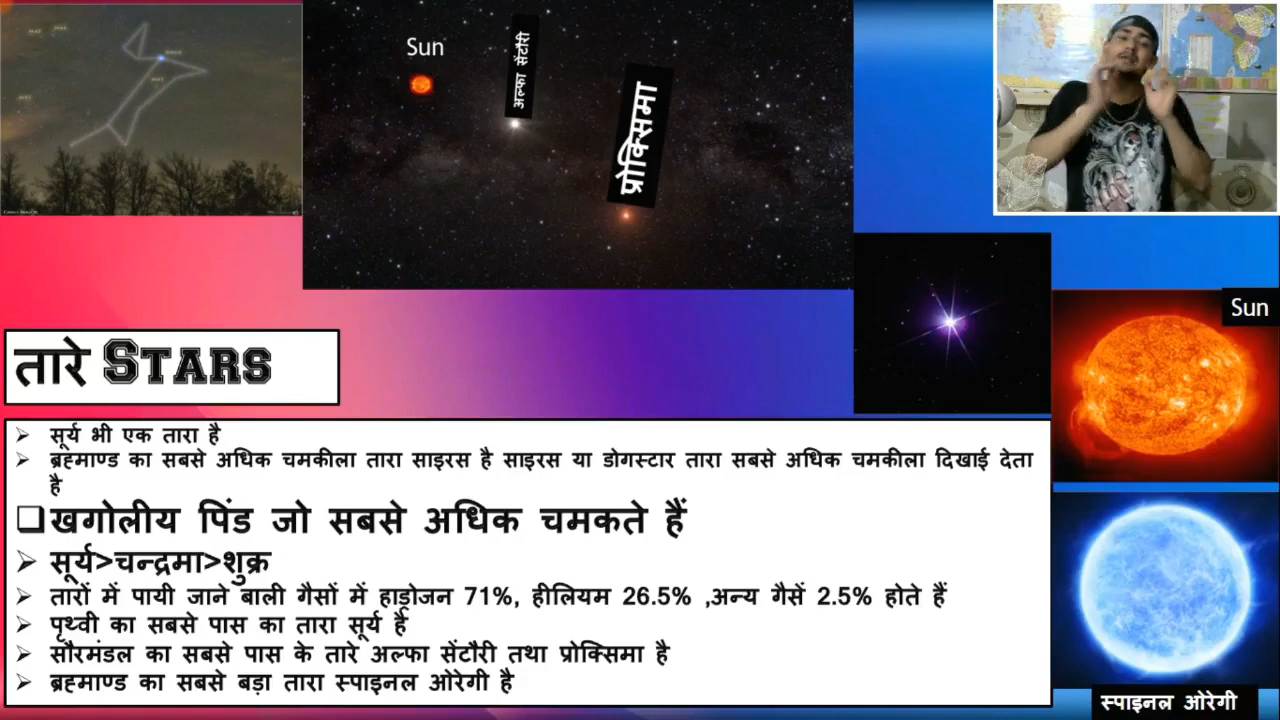 Sun
अल्फा सेंटौरी
प्रोक्सिमा
Sun
तारे STARS
सूर्य भी एक तारा है
ब्रह्माण्ड का सबसे अधिक चमकीला तारा साइरस है साइरस या डोगस्टार तारा सबसे अधिक चमकीला दिखाई देता
है
खगोलीय पिंड जो सबसे अधिक चमकते हैं
सूर्य>चन्द्रमा>शुक्र
तारों में पायी जाने बाली गैसों में हाड्रोजन 71%, हीलियम 26.5% ,अन्य गैसें 2.5% होते हैं
पृथ्वी का सबसे पास का तारा सूर्य है
सौरमंडल का सबसे पास के तारे अल्फा सेंटौरी तथा प्रोक्सिमा है
ब्रह्माण्ड का सबसे बड़ा तारा स्पाइनल ओरेगी है
स्पाइनल ओरेगी